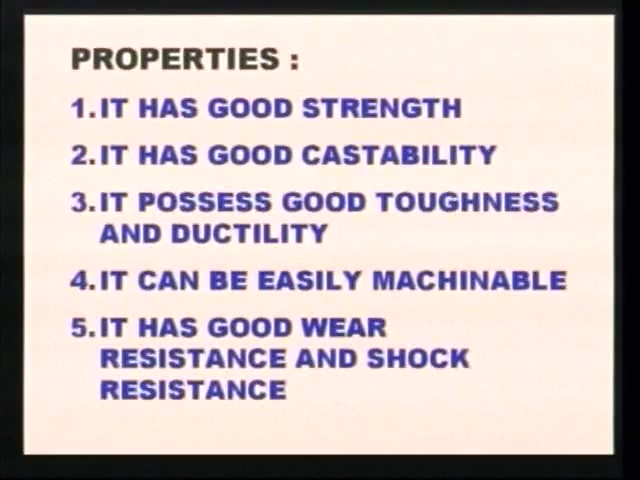 PROPERTIES :
1. IT HAS GOOD STRENGTH
2. IT HAS GOOD CASTABILITY
3. IT POSSESS GOOD TOUGHNESS
AND DUCTILITY
4. IT CAN BE EASILY MACHINABLE
5. IT HAS GOOD WEAR
RESISTANCE AND SHOCK
RESISTANCE